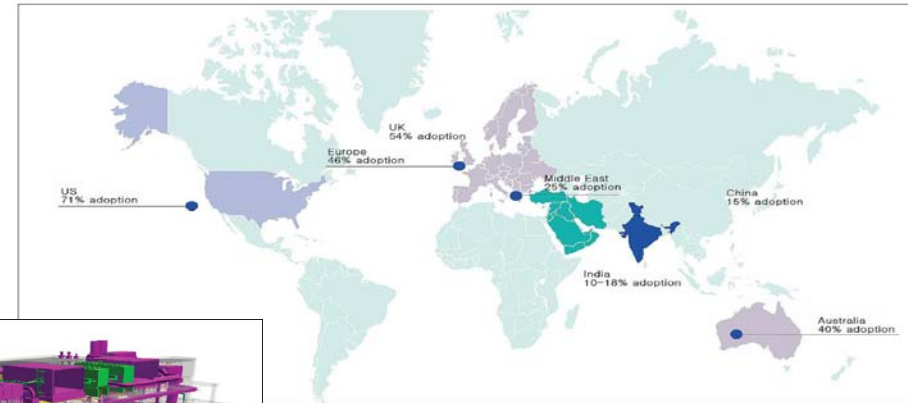 UK
54% adoption
Europe
46% adoption
US
71% adoption
Middle East
25% adoption
China
15% adoption
India
10-18% adoption
Australia
40% adoption